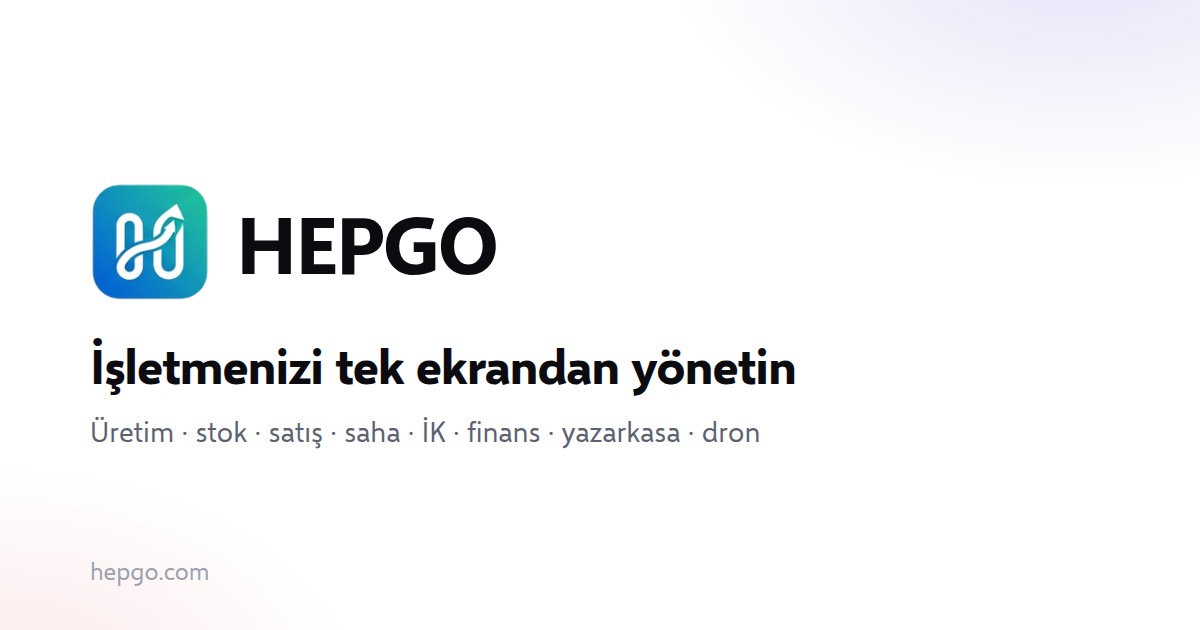 HEPGO
İşletmenizi tek ekrandan yönetin
Üretim · stok · satış · saha · İK · finans · yazarkasa · dron
hepgo.com